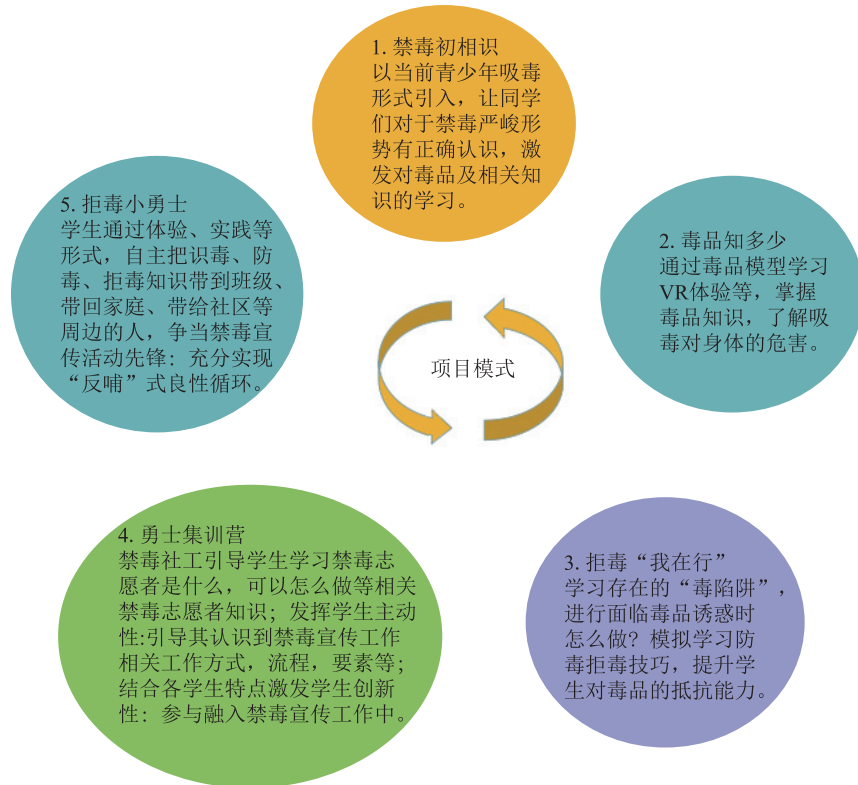 1. 禁毒初相识
以当前青少年吸毒
形式引入，让同学
们对于禁毒严峻形
势有正确认识，激
发对毒品及相关知
识的学习。
2. 毒品知多少
通过毒品模型学习
VR体验等，掌握
毒品知识，了解吸
毒对身体的危害。
3. 拒毒“我在行”
学习存在的“毒陷阱”，
进行面临毒品诱惑时
怎么做？模拟学习防
毒拒毒技巧，提升学
生对毒品的抵抗能力。
4. 勇士集训营
禁毒社工引导学生学习禁毒志
愿者是什么，可以怎么做等相关
禁毒志愿者知识；发挥学生主动
性:引导其认识到禁毒宣传工作
相关工作方式，流程，要素等；
结合各学生特点激发学生创新
性：参与融入禁毒宣传工作中。
5. 拒毒小勇士
学生通过体验、实践等
形式，自主把识毒、防
毒、拒毒知识带到班级、
带回家庭、带给社区等
周边的人，争当禁毒宣
传活动先锋：充分实现
“反哺”式良性循环。
项目模式